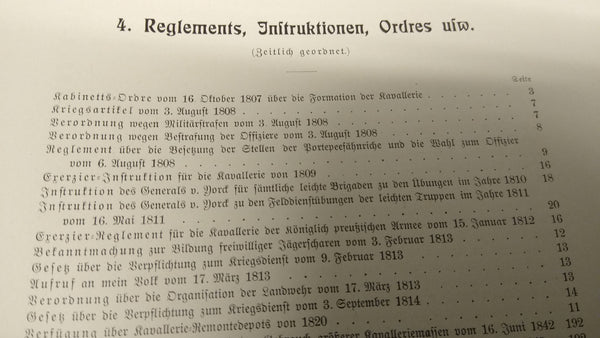 4. Reglements, Instruktionen, Ordres usw.
(Zeitlich geordnet.)
Seite
Kabinetts-Ordre vom 16. Oktober 1807 über die Formation der Kavallerie . . . 3
Kriegsartikel vom 3. August 1808 . . . 7
Verordnung wegen Militärstrafen vom 3. August 1808 . . . 7
Verordnung wegen Bestrafung der Offiziere vom 3. August 1808 . . . 8
Reglement über die Besetzung der Stellen der Portepeefähnriche und die Wahl zum Offizier
vom 6. August 1808 . . . 9
Exerzier-Instruktion für die Kavallerie von 1809 . . . 16
Instruktion des Generals v. Yorck für sämtliche leichte Brigaden zu den Übungen im Jahre 1810 18
Instruktion des Generals v. Yorck zu den Felddienstübungen der leichten Truppen im Jahre 1811
vom 16. Mai 1811 . . . 20
Exerzier-Reglement für die Kavallerie der Königlich preußischen Armee vom 15. Januar 1812 16
Bekanntmachung zur Bildung freiwilliger Jägerscharen vom 3. Februar 1813 . . . 12
Gesetz über die Verpflichtung zum Kriegsdienst vom 9. Februar 1813 . . . 13
Aufruf an mein Volk vom 17. März 1813 . . . 13
Verordnung über die Organisation der Landwehr vom 17. März 1813 . . . 13
Gesetz über die Verpflichtung zum Kriegsdienst vom 3. September 1814 . . . 14
Verfügung über Kavallerie-Remontedepots von 1820 . . . 11
größerer Kavalleriemassen vom 16. Juni 1842 192